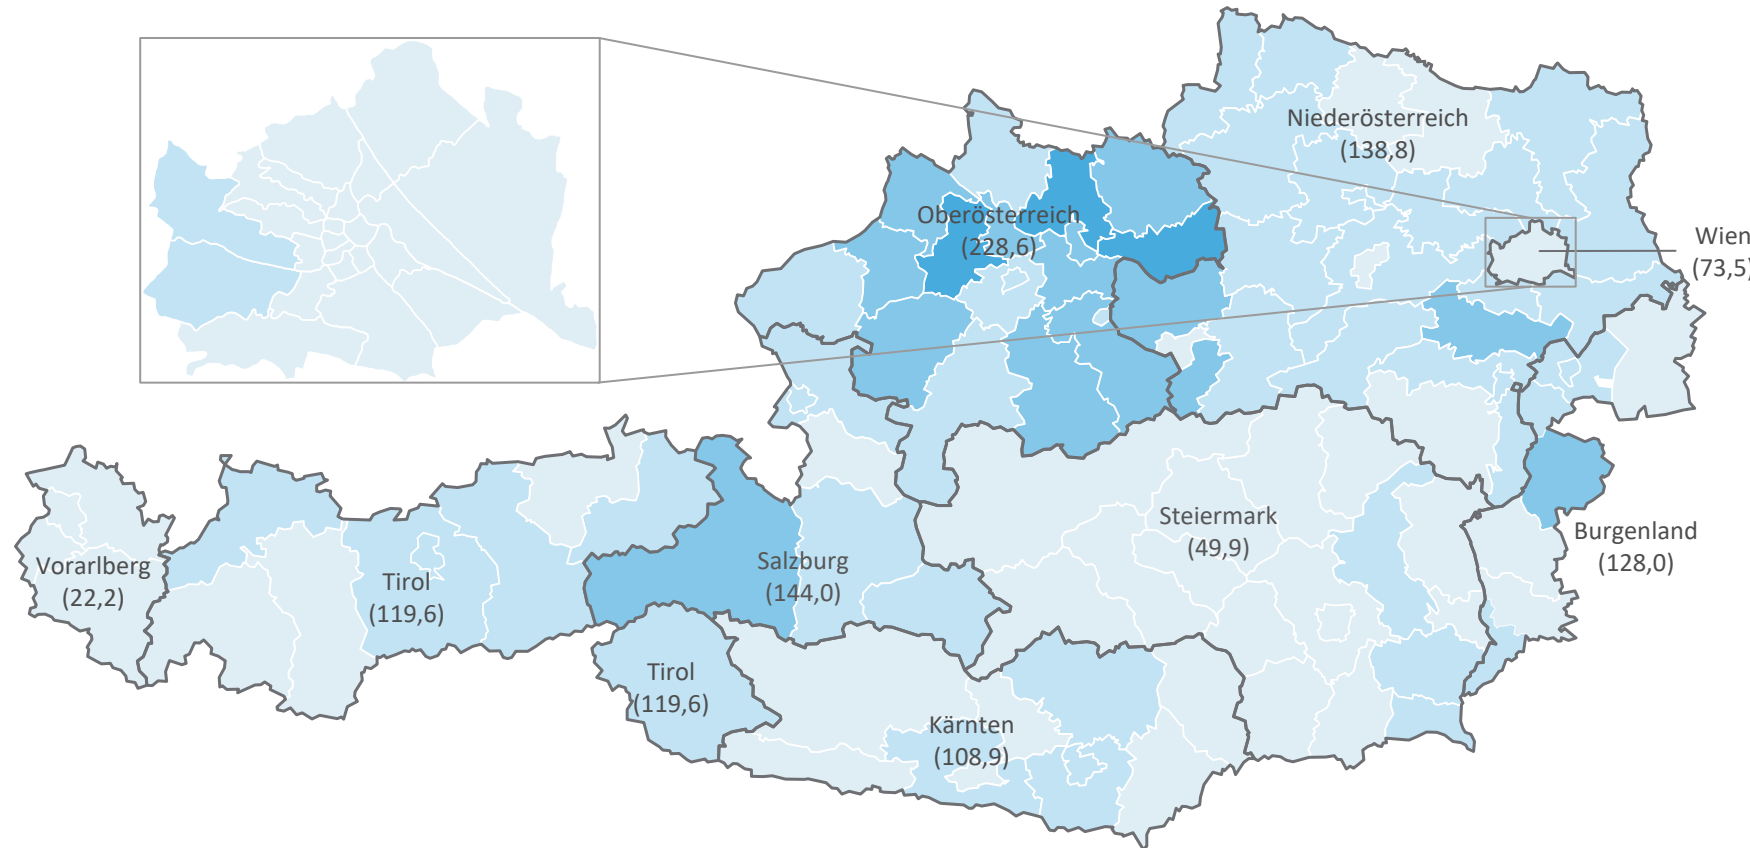 Niederösterreich
(138,8)
Oberösterreich
(228,6)
Wien
(73,5)
Steiermark
(49,9)
Burgenland
(128,0)
Vorarlberg
(22,2)
Tirol
(119,6)
Salzburg
(144,0)
Tirol
(119,6)
Kärnten
(108,9)